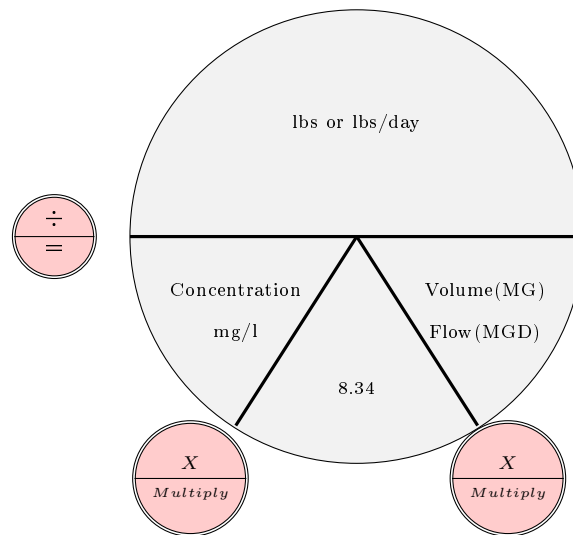 lbs or lbs/day
÷
=
Concentration
mg/l
Volume(MG)
Flow(MGD)
8.34
X
Multiply
X
Multiply